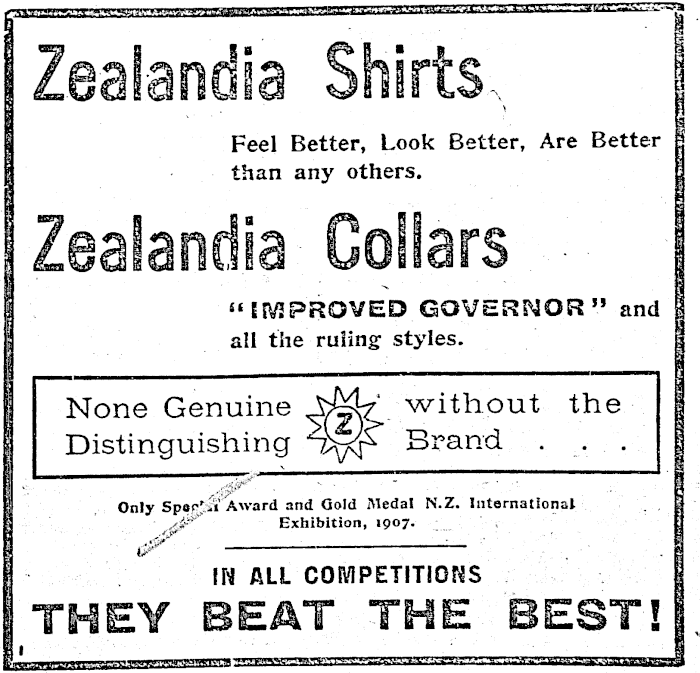 Zealandia Shirts
Feel Better, Look Better, Are Better
than any others.
Zealandia Collars
“IMPROVED GOVERNOR” and
all the ruling styles.
None Genuine Z without the
Distinguishing Brand . . .
Only Special Award and Gold Medal N.Z. International
Exhibition, 1907.
IN ALL COMPETITIONS
THEY BEAT THE BEST!